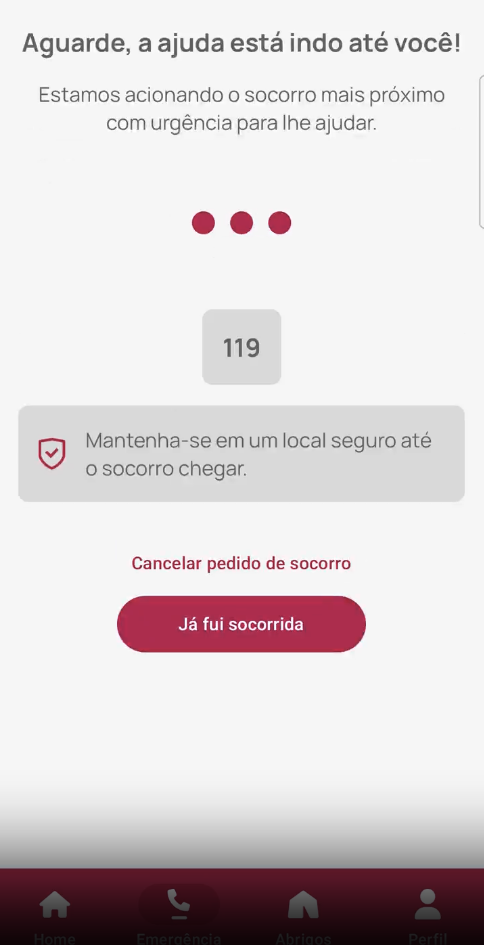 Aguarde, a ajuda está indo até você!
Estamos acionando o socorro mais próximo
com urgência para lhe ajudar.
119
Mantenha-se em um local seguro até
o socorro chegar.
Cancelar pedido de socorro
Já fui socorrida
Home Emergência Abrigos Perfil